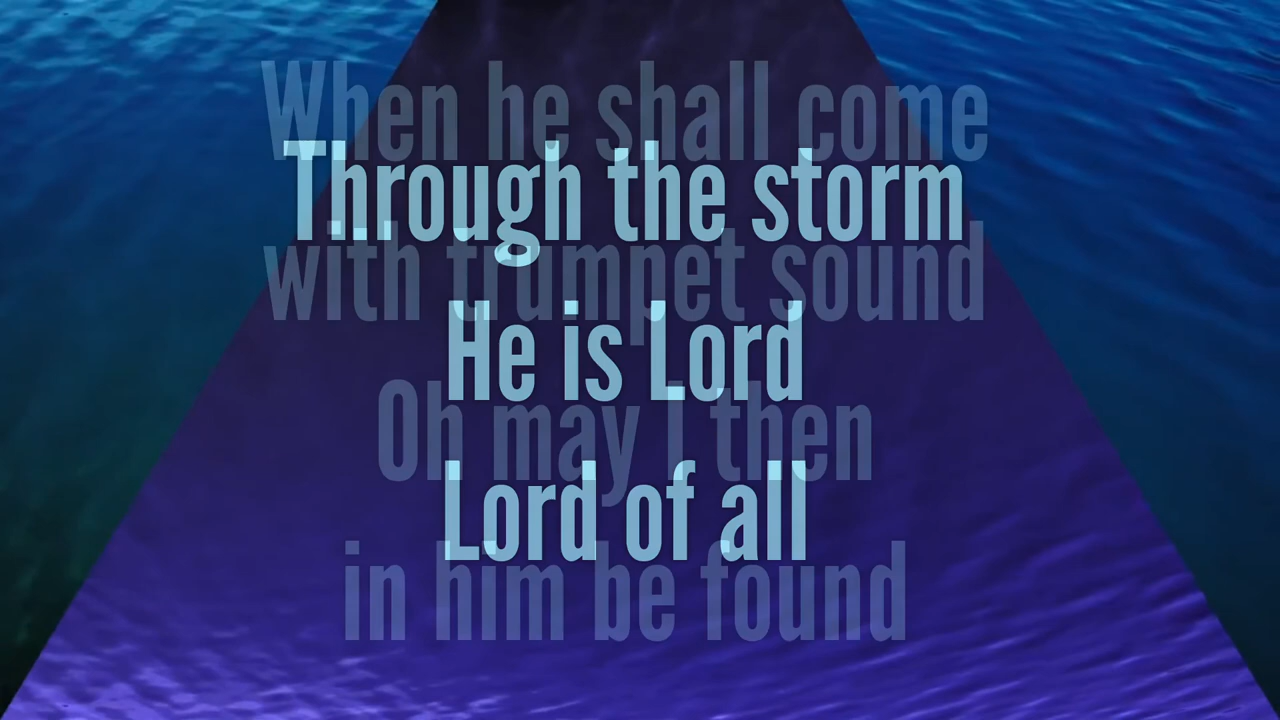 When he shall come
Through the storm
with trumpet sound
He is Lord
Oh may I then
Lord of all
in him be found